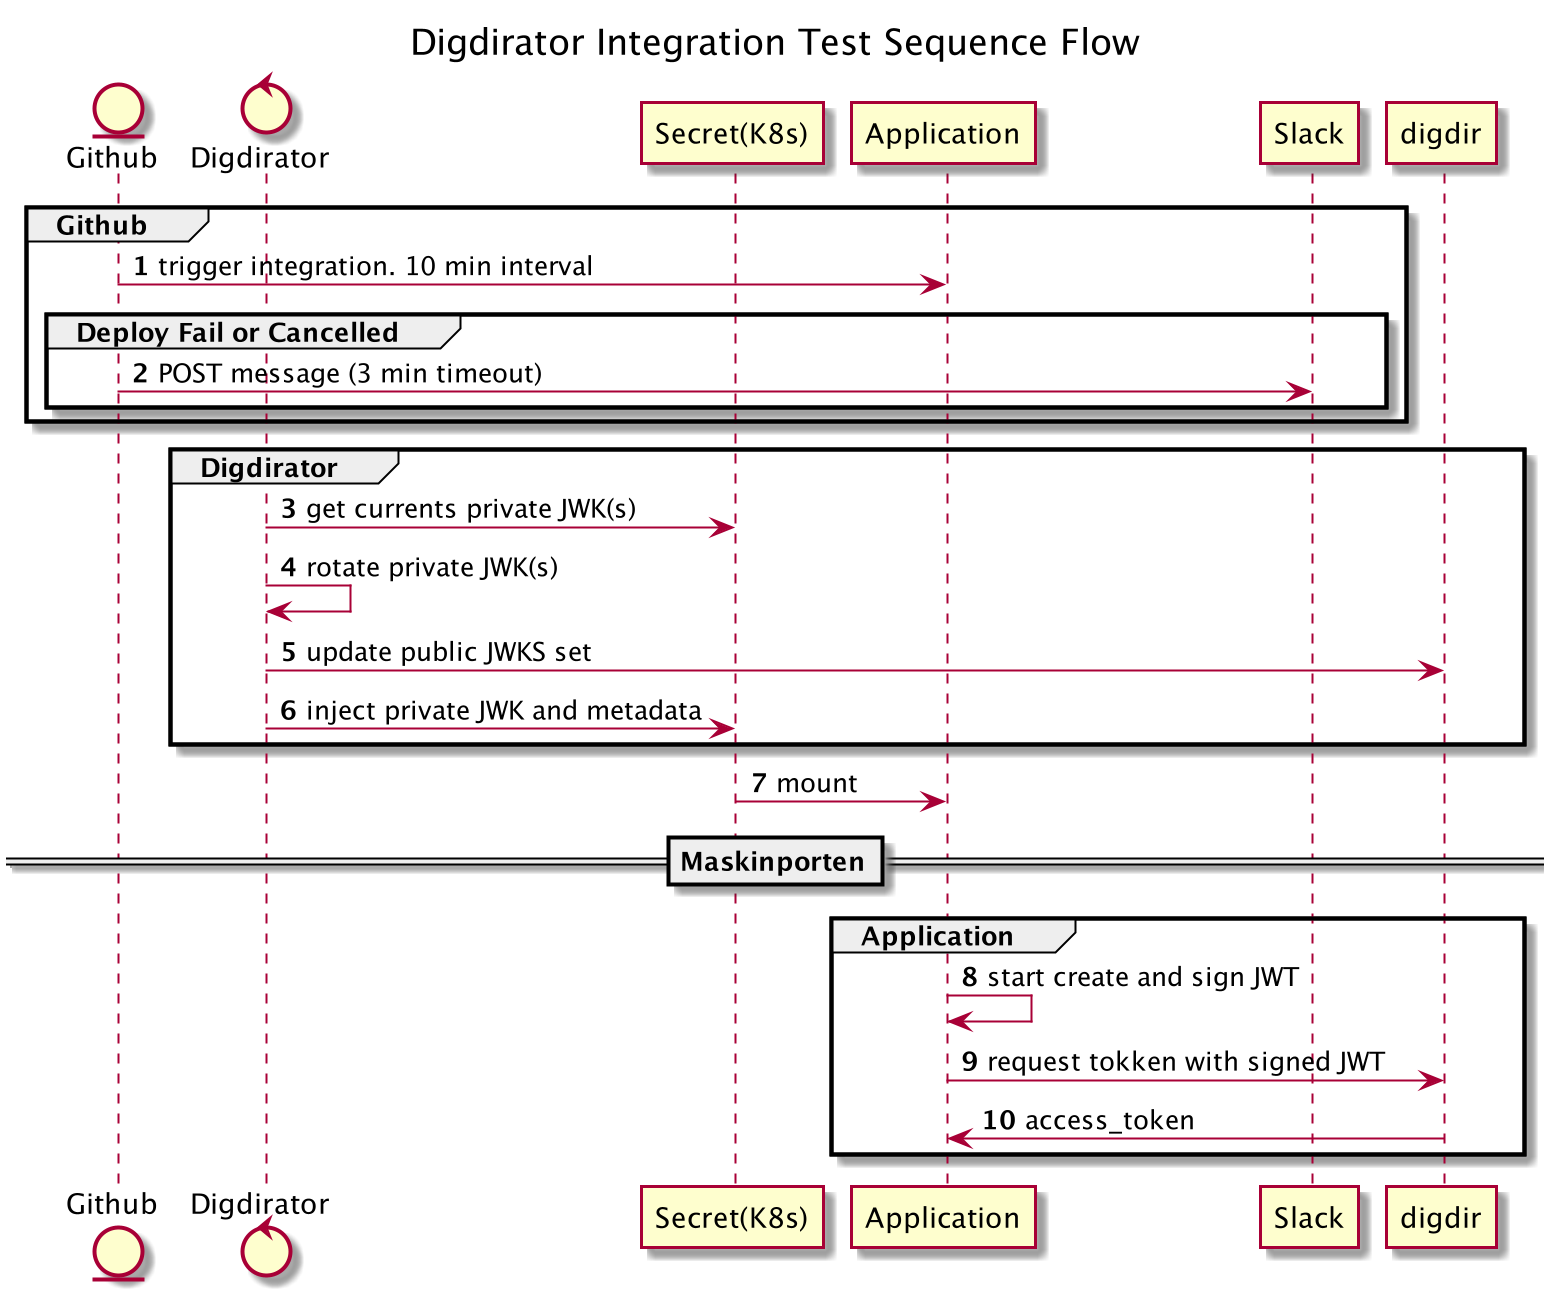 Digdirator Integration Test Sequence Flow
Github
Digdirator
Secret(K8s)
Application
Slack
digdir
Github
1 trigger integration. 10 min interval
Deploy Fail or Cancelled
2 POST message (3 min timeout)
Digdirator
3 get currents private JWK(s)
4 rotate private JWK(s)
5 update public JWKS set
6 inject private JWK and metadata
7 mount
Maskinporten
Application
8 start create and sign JWT
9 request tokken with signed JWT
10 access_token
Github
Digdirator
Secret(K8s)
Application
Slack
digdir